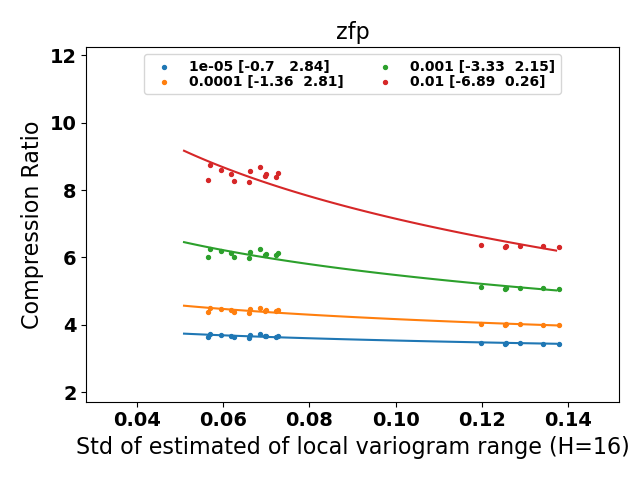 zfp
1e-05 [-0.7   2.84]
0.0001 [-1.36  2.81]
0.001 [-3.33  2.15]
0.01 [-6.89  0.26]
Compression Ratio
12
10
8
6
4
2
0.04 0.06 0.08 0.10 0.12 0.14
Std of estimated of local variogram range (H=16)